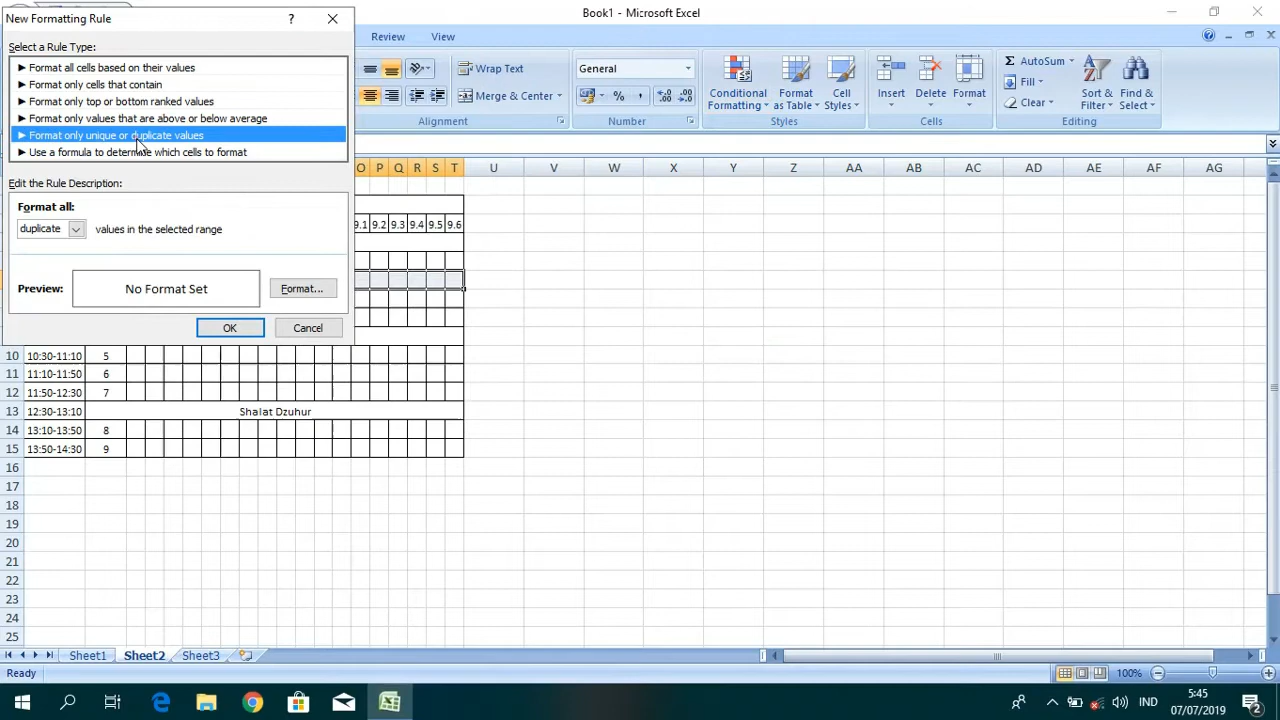 New Formatting Rule
?
Book1 - Microsoft Excel
Select a Rule Type:
► Format all cells based on their values
► Format only cells that contain
► Format only top or bottom ranked values
► Format only values that are above or below average
► Format only unique or duplicate values
► Use a formula to determine which cells to format
Edit the Rule Description:
Format all:
duplicate values in the selected range
Preview: No Format Set Format...
OK Cancel
Review View
Wrap Text
Merge & Center
Alignment
General
% ,
Number
Conditional Formatting
Format as Table
Cell Styles
Styles
Insert Delete Format
Cells
Σ AutoSum
Fill
Clear
Sort & Filter
Find & Select
Editing
O P Q R S T U V W X Y Z AA AB AC AD AE AF AG
9.1 9.2 9.3 9.4 9.5 9.6
10 10:30-11:10 5
11 11:10-11:50 6
12 11:50-12:30 7
13 12:30-13:10 Shalat Dzuhur
14 13:10-13:50 8
15 13:50-14:30 9
16
17
18
19
20
21
22
23
24
25
Sheet1 Sheet2 Sheet3
Ready 100%
IND 5:45
07/07/2019
2